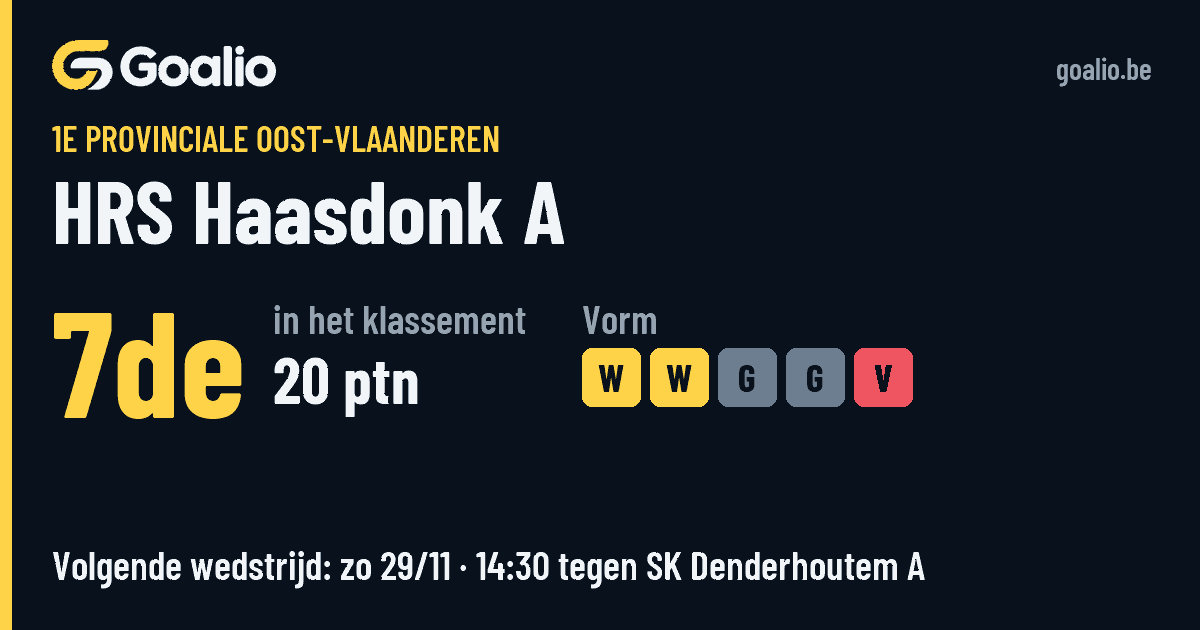 Goalio
goalio.be
1E PROVINCIALE OOST-VLAANDEREN
HRS Haasdonk A
7de
in het klassement
20 ptn
Vorm
W W G G V
Volgende wedstrijd: zo 29/11 · 14:30 tegen SK Denderhoutem A